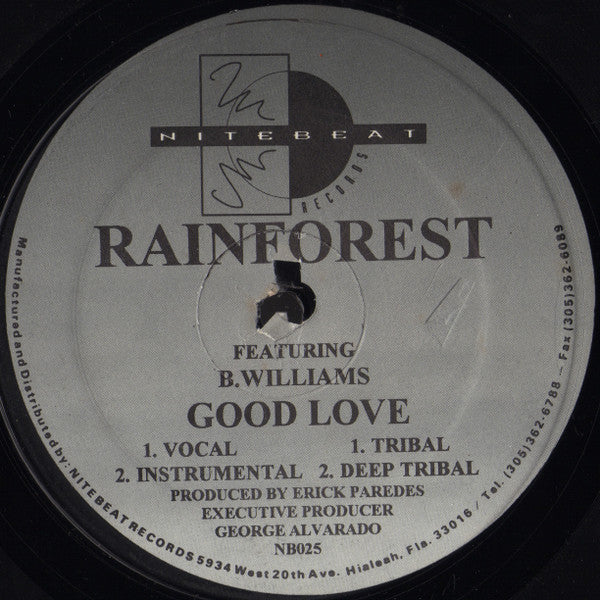 NITEBEAT
RECORDS
RAINFOREST
FEATURING
B.WILLIAMS
GOOD LOVE
1. VOCAL 1. TRIBAL
2. INSTRUMENTAL 2. DEEP TRIBAL
PRODUCED BY ERICK PAREDES
EXECUTIVE PRODUCER
GEORGE ALVARADO
NB025
Manufactured and Distributed by: NITEBEAT RECORDS 5934 West 20th Ave. Hialeah, Fla. 33016 / Tel. (305)362-6788 – Fax (305)362-6089